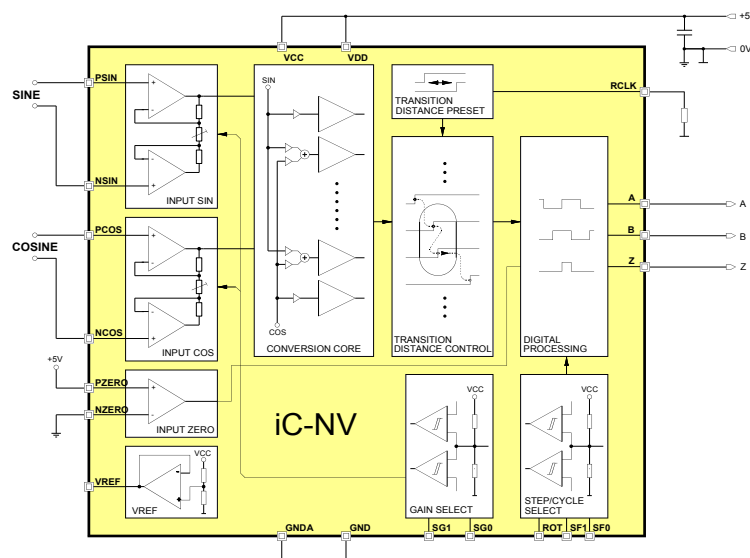 +5
0V
VCC
VDD
PSIN
SINE
NSIN
INPUT SIN
SIN
TRANSITION
DISTANCE PRESET
RCLK
PCOS
COSINE
NCOS
INPUT COS
COS
CONVERSION CORE
TRANSITION
DISTANCE CONTROL
DIGITAL
PROCESSING
A
A
B
B
Z
Z
+5V
PZERO
NZERO
INPUT ZERO
iC-NV
VREF
VCC
VREF
VCC
GAIN SELECT
VCC
STEP/CYCLE
SELECT
GNDA
GND
SG1
SG0
ROT
SF1
SF0